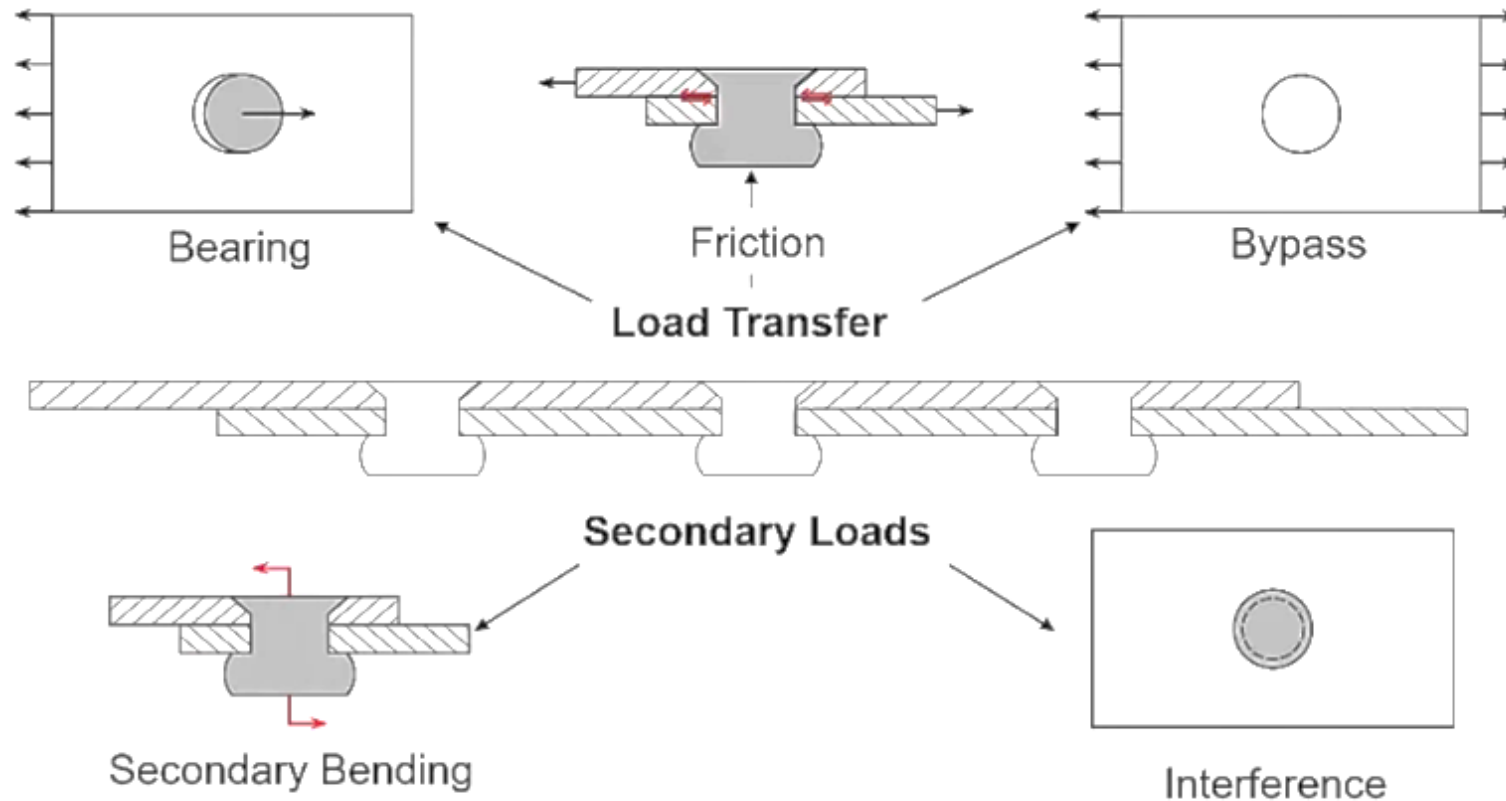 Bearing
Friction
Bypass
Load Transfer
Secondary Loads
Secondary Bending
Interference